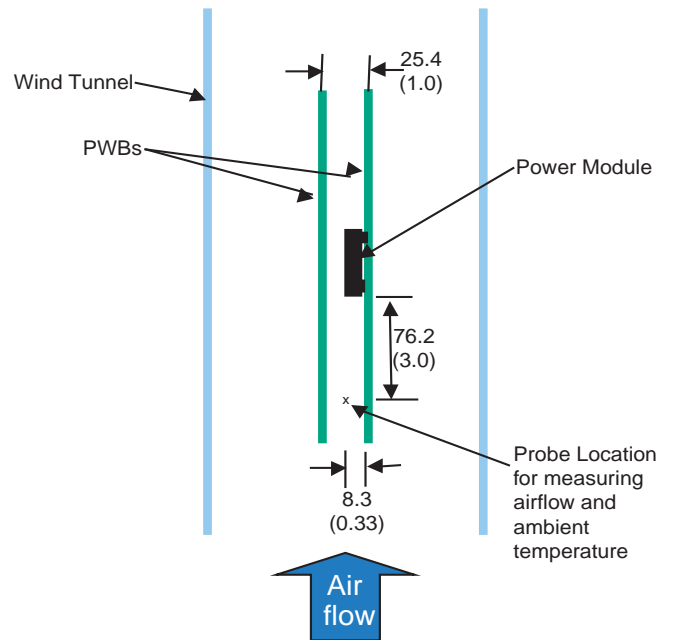 25.4
(1.0)
Wind Tunnel
PWBs
Power Module
76.2
(3.0)
x
Probe Location
for measuring
airflow and
ambient
temperature
8.3
(0.33)
Air
flow